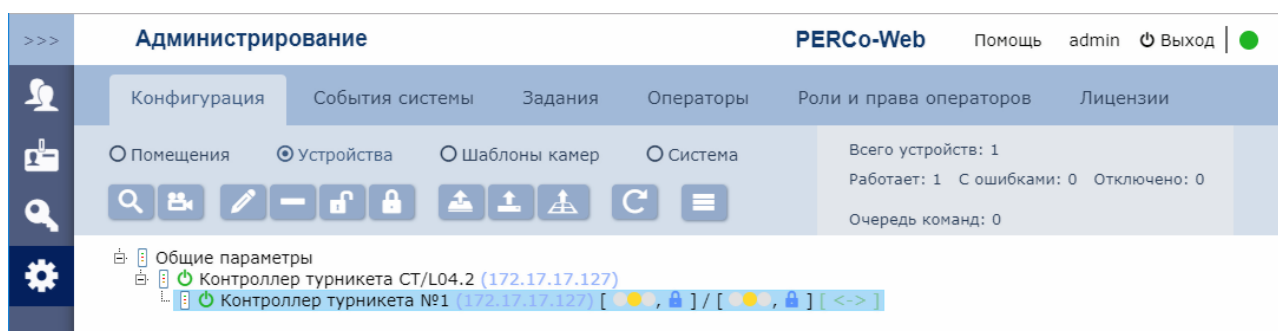 >>> Администрирование PERCo-Web Помощь admin Выход
Конфигурация События системы Задания Операторы Роли и права операторов Лицензии
Помещения Устройства Шаблоны камер Система
Всего устройств: 1
Работает: 1 С ошибками: 0 Отключено: 0
Очередь команд: 0
Общие параметры
Контроллер турникета CT/L04.2 (172.17.17.127)
Контроллер турникета №1 (172.17.17.127) [ , ] / [ , ] [ <-> ]